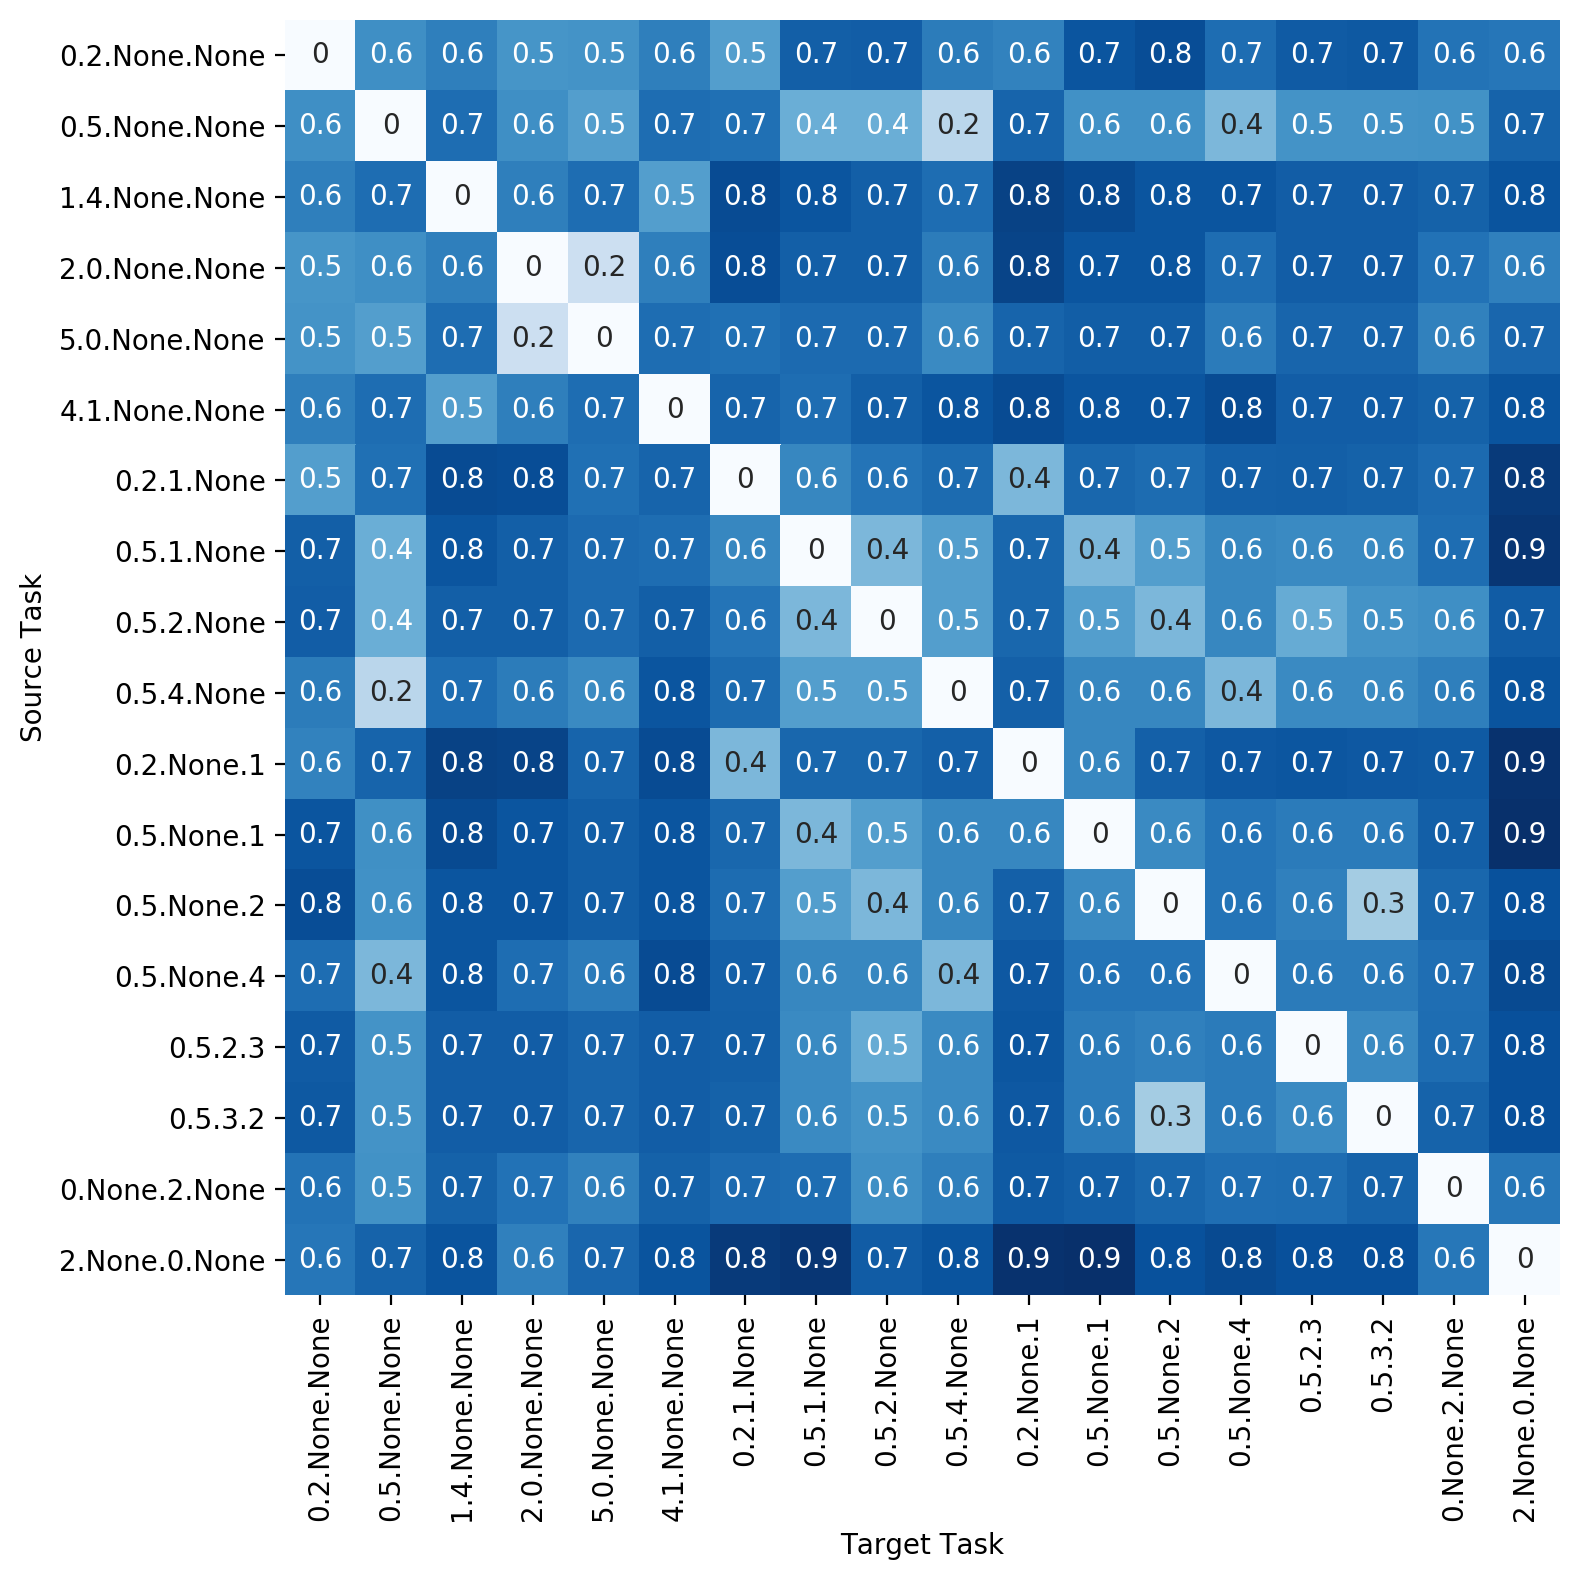 0.2.None.None 0 0.6 0.6 0.5 0.5 0.6 0.5 0.7 0.7 0.6 0.6 0.7 0.8 0.7 0.7 0.7 0.6 0.6
0.5.None.None 0.6 0 0.7 0.6 0.5 0.7 0.7 0.4 0.4 0.2 0.7 0.6 0.6 0.4 0.5 0.5 0.5 0.7
1.4.None.None 0.6 0.7 0 0.6 0.7 0.5 0.8 0.8 0.7 0.7 0.8 0.8 0.8 0.7 0.7 0.7 0.7 0.8
2.0.None.None 0.5 0.6 0.6 0 0.2 0.6 0.8 0.7 0.7 0.6 0.8 0.7 0.8 0.7 0.7 0.7 0.7 0.6
5.0.None.None 0.5 0.5 0.7 0.2 0 0.7 0.7 0.7 0.7 0.6 0.7 0.7 0.7 0.6 0.7 0.7 0.6 0.7
4.1.None.None 0.6 0.7 0.5 0.6 0.7 0 0.7 0.7 0.7 0.8 0.8 0.8 0.7 0.8 0.7 0.7 0.7 0.8
0.2.1.None 0.5 0.7 0.8 0.8 0.7 0.7 0 0.6 0.6 0.7 0.4 0.7 0.7 0.7 0.7 0.7 0.7 0.8
0.5.1.None 0.7 0.4 0.8 0.7 0.7 0.7 0.6 0 0.4 0.5 0.7 0.4 0.5 0.6 0.6 0.6 0.7 0.9
0.5.2.None 0.7 0.4 0.7 0.7 0.7 0.7 0.6 0.4 0 0.5 0.7 0.5 0.4 0.6 0.5 0.5 0.6 0.7
0.5.4.None 0.6 0.2 0.7 0.6 0.6 0.8 0.7 0.5 0.5 0 0.7 0.6 0.6 0.4 0.6 0.6 0.6 0.8
0.2.None.1 0.6 0.7 0.8 0.8 0.7 0.8 0.4 0.7 0.7 0.7 0 0.6 0.7 0.7 0.7 0.7 0.7 0.9
0.5.None.1 0.7 0.6 0.8 0.7 0.7 0.8 0.7 0.4 0.5 0.6 0.6 0 0.6 0.6 0.6 0.6 0.7 0.9
0.5.None.2 0.8 0.6 0.8 0.7 0.7 0.8 0.7 0.5 0.4 0.6 0.7 0.6 0 0.6 0.6 0.3 0.7 0.8
0.5.None.4 0.7 0.4 0.8 0.7 0.6 0.8 0.7 0.6 0.6 0.4 0.7 0.6 0.6 0 0.6 0.6 0.7 0.8
0.5.2.3 0.7 0.5 0.7 0.7 0.7 0.7 0.7 0.6 0.5 0.6 0.7 0.6 0.6 0.6 0 0.6 0.7 0.8
0.5.3.2 0.7 0.5 0.7 0.7 0.7 0.7 0.7 0.6 0.5 0.6 0.7 0.6 0.3 0.6 0.6 0 0.7 0.8
0.None.2.None 0.6 0.5 0.7 0.7 0.6 0.7 0.7 0.7 0.6 0.6 0.7 0.7 0.7 0.7 0.7 0.7 0 0.6
2.None.0.None 0.6 0.7 0.8 0.6 0.7 0.8 0.8 0.9 0.7 0.8 0.9 0.9 0.8 0.8 0.8 0.8 0.6 0
Source Task
0.2.None.None
0.5.None.None
1.4.None.None
2.0.None.None
5.0.None.None
4.1.None.None
0.2.1.None
0.5.1.None
0.5.2.None
0.5.4.None
0.2.None.1
0.5.None.1
0.5.None.2
0.5.None.4
0.5.2.3
0.5.3.2
0.None.2.None
2.None.0.None
Target Task